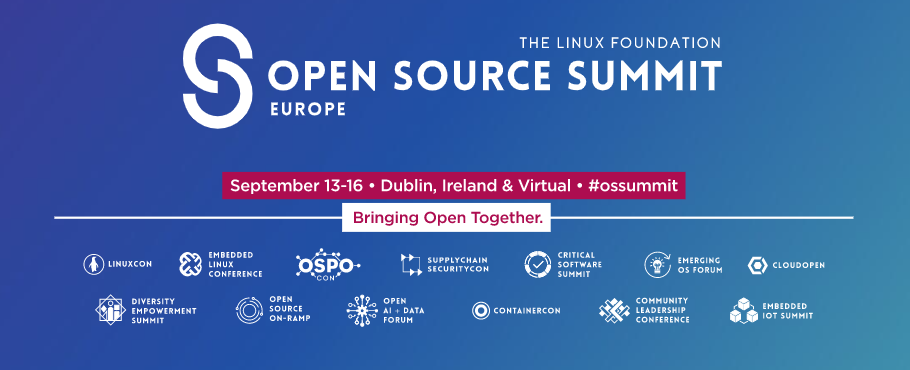 THE LINUX FOUNDATION
OPEN SOURCE SUMMIT
EUROPE
September 13-16 • Dublin, Ireland & Virtual • #ossummit
Bringing Open Together.
LINUXCON
EMBEDDED
LINUX
CONFERENCE
OSPO
CON
SUPPLYCHAIN
SECURITYCON
CRITICAL
SOFTWARE
SUMMIT
EMERGING
OS FORUM
CLOUDOPEN
DIVERSITY
EMPOWERMENT
SUMMIT
OPEN
SOURCE
ON-RAMP
OPEN
AI + DATA
FORUM
CONTAINERCON
COMMUNITY
LEADERSHIP
CONFERENCE
EMBEDDED
IOT SUMMIT